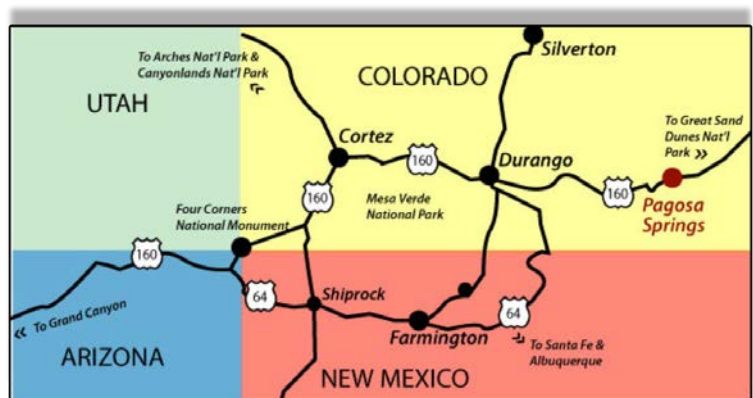 Silverton
To Arches Nat'l Park &
Canyonlands Nat'l Park
COLORADO
UTAH
To Great Sand
Dunes Nat'l
Park >>
Cortez
160
Durango
160
Pagosa
Springs
160
Mesa Verde
National Park
Four Corners
National Monument
160
64
Shiprock
64
Farmington
To Grand Canyon
To Santa Fe &
Albuquerque
ARIZONA
NEW MEXICO